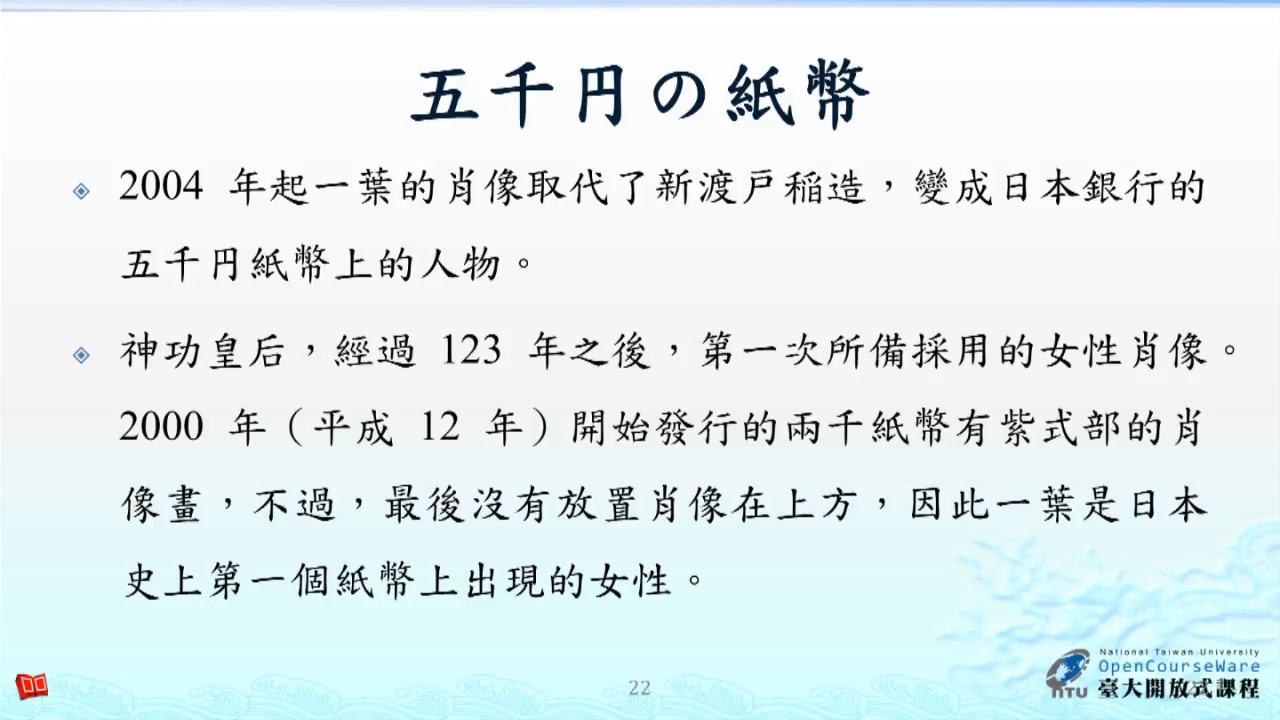 五千円の紙幣
2004 年起一葉的肖像取代了新渡戶稲造，變成日本銀行的
五千円紙幣上的人物。
神功皇后，經過 123 年之後，第一次所備採用的女性肖像。
2000 年（平成 12 年）開始發行的兩千紙幣有紫式部的肖
像畫，不過，最後沒有放置肖像在上方，因此一葉是日本
史上第一個紙幣上出現的女性。
22
National Taiwan University
OpenCourseWare
NTU 臺大開放式課程